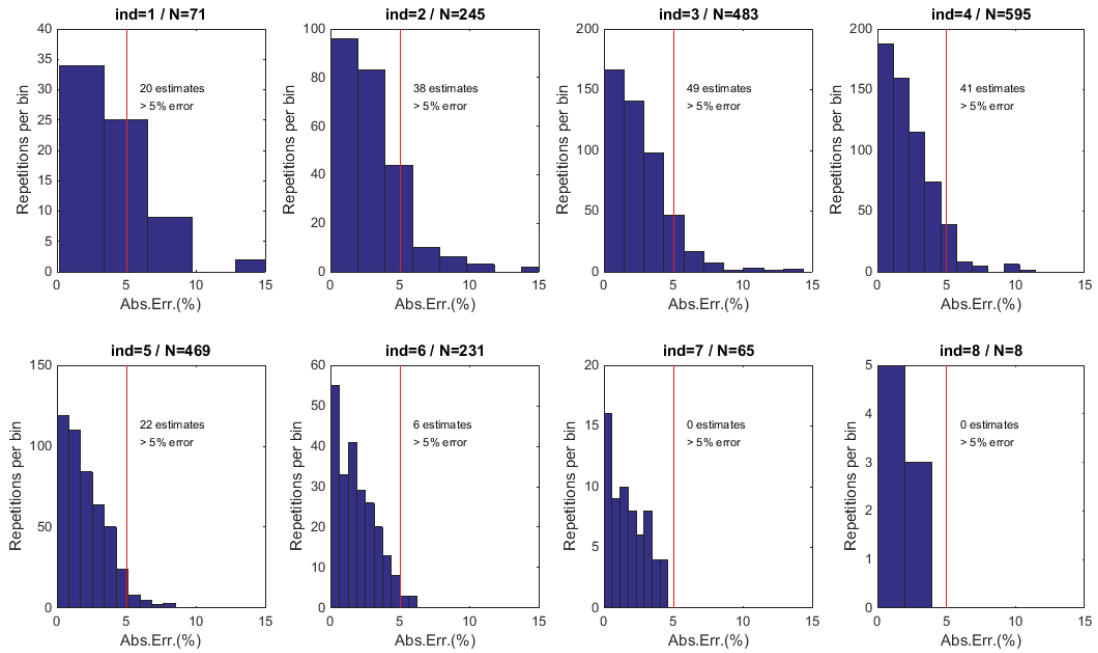 ind=1 / N=71
40
35
30
25
20
15
10
5
0
Repetitions per bin
20 estimates
> 5% error
0 5 10 15
Abs.Err.(%)
ind=2 / N=245
100
80
60
40
20
0
Repetitions per bin
38 estimates
> 5% error
0 5 10 15
Abs.Err.(%)
ind=3 / N=483
200
150
100
50
0
Repetitions per bin
49 estimates
> 5% error
0 5 10 15
Abs.Err.(%)
ind=4 / N=595
200
150
100
50
0
Repetitions per bin
41 estimates
> 5% error
0 5 10 15
Abs.Err.(%)
ind=5 / N=469
150
100
50
0
Repetitions per bin
22 estimates
> 5% error
0 5 10 15
Abs.Err.(%)
ind=6 / N=231
60
50
40
30
20
10
0
Repetitions per bin
6 estimates
> 5% error
0 5 10 15
Abs.Err.(%)
ind=7 / N=65
20
15
10
5
0
Repetitions per bin
0 estimates
> 5% error
0 5 10 15
Abs.Err.(%)
ind=8 / N=8
5
4
3
2
1
0
Repetitions per bin
0 estimates
> 5% error
0 5 10 15
Abs.Err.(%)